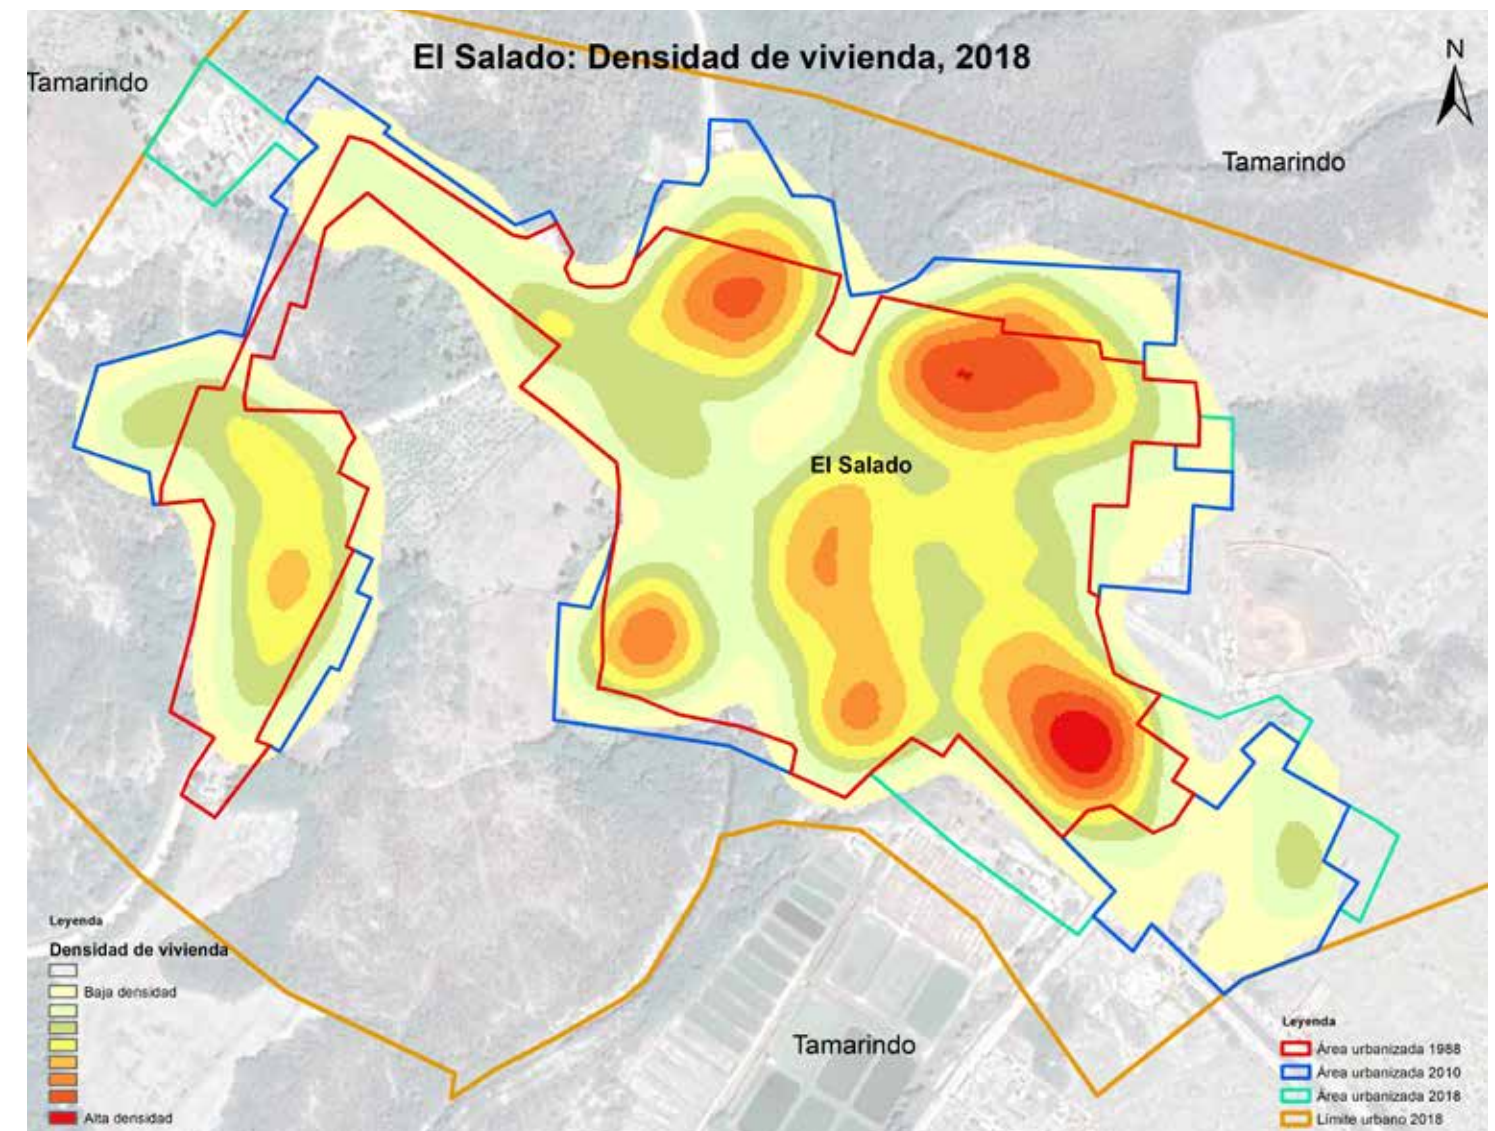 El Salado: Densidad de vivienda, 2018
N
Tamarindo
Tamarindo
El Salado
Tamarindo
Leyenda
Densidad de vivienda
Baja densidad
Alta densidad
Leyenda
Área urbanizada 1988
Área urbanizada 2010
Área urbanizada 2018
Límite urbano 2018